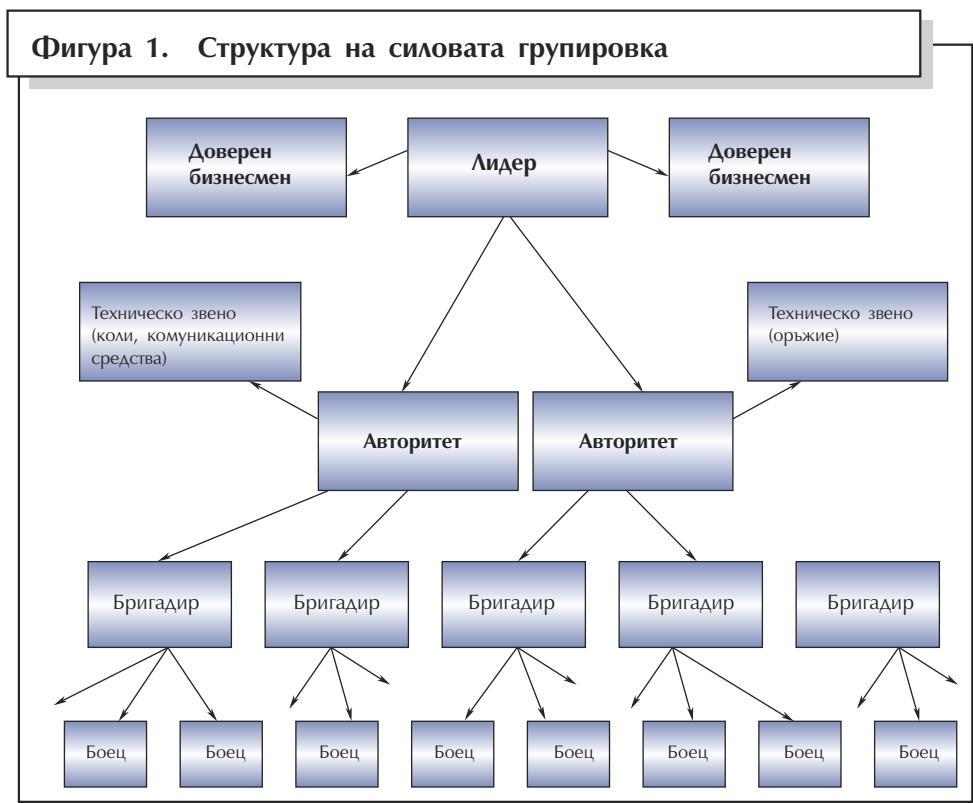 Фигура 1. Структура на силовата групировка
Доверен
бизнесмен
Лидер
Доверен
бизнесмен
Техническо звено
(коли, комуникационни
средства)
Техническо звено
(оръжие)
Авторитет
Авторитет
Бригадир
Бригадир
Бригадир
Бригадир
Бригадир
Боец
Боец
Боец
Боец
Боец
Боец
Боец
Боец